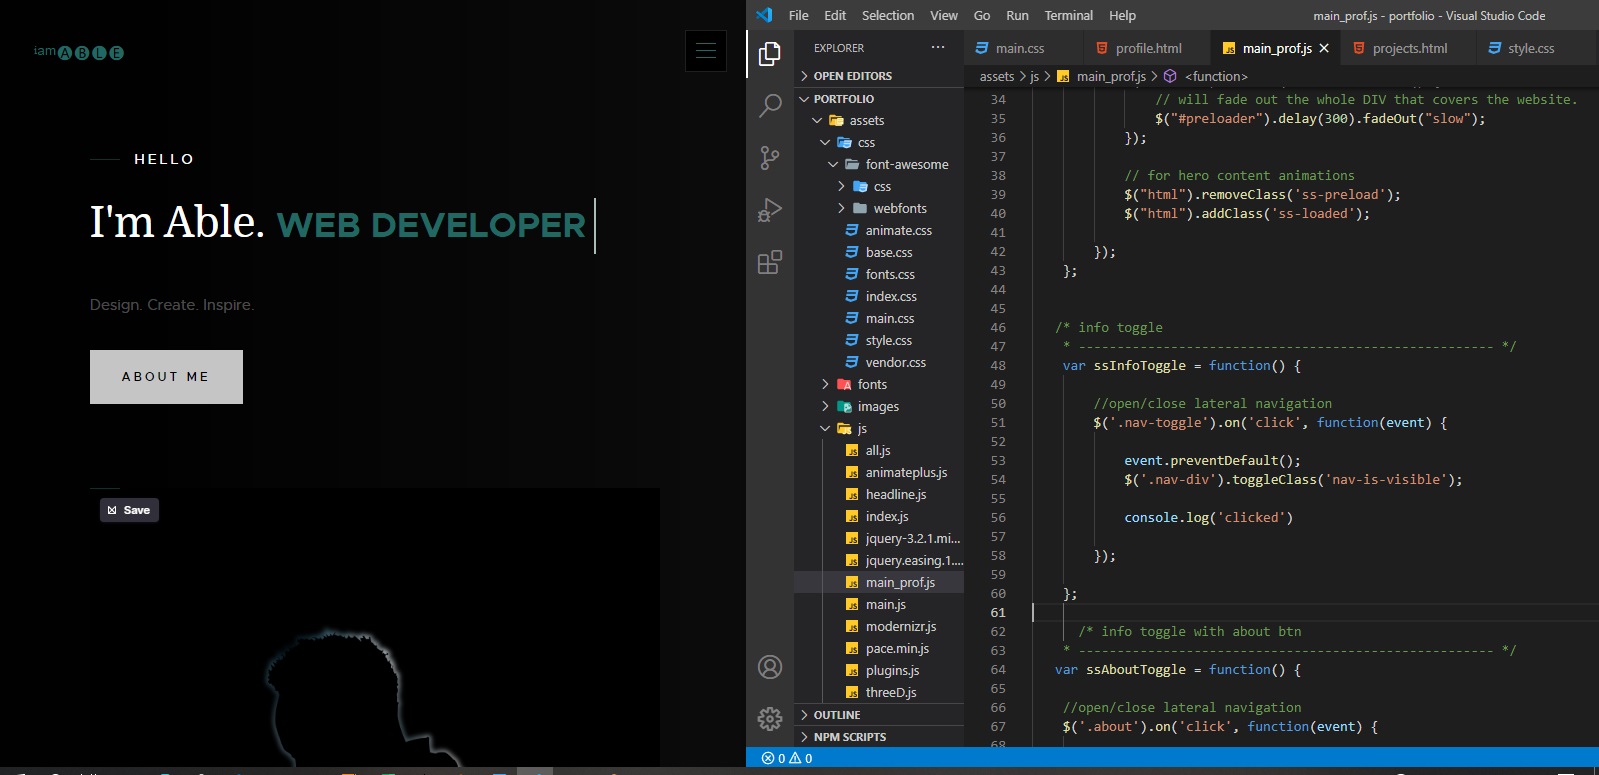 iamABLE
HELLO
I'm Able. WEB DEVELOPER
Design. Create. Inspire.
ABOUT ME
Save
File Edit Selection View Go Run Terminal Help
main_prof.js - portfolio - Visual Studio Code
EXPLORER
OPEN EDITORS
PORTFOLIO
assets
css
font-awesome
css
webfonts
animate.css
base.css
fonts.css
index.css
main.css
style.css
vendor.css
fonts
images
js
all.js
animateplus.js
headline.js
index.js
jquery-3.2.1.mi...
jquery.easing.1....
main_prof.js
main.js
modernizr.js
pace.min.js
plugins.js
threeD.js
OUTLINE
NPM SCRIPTS
main.css profile.html main_prof.js projects.html style.css
assets > js > main_prof.js > <function>
34 // will fade out the whole DIV that covers the website.
35 $("#preloader").delay(300).fadeOut("slow");
36 });
37
38 // for hero content animations
39 $("html").removeClass('ss-preload');
40 $("html").addClass('ss-loaded');
41
42 });
43 };
44
45
46 /* info toggle
47 * ------------------------------------------------------ */
48 var ssInfoToggle = function() {
49
50 //open/close lateral navigation
51 $('.nav-toggle').on('click', function(event) {
52
53 event.preventDefault();
54 $('.nav-div').toggleClass('nav-is-visible');
55
56 console.log('clicked')
57
58 });
59
60 };
61
62 /* info toggle with about btn
63 * ------------------------------------------------------ */
64 var ssAboutToggle = function() {
65
66 //open/close lateral navigation
67 $('.about').on('click', function(event) {
68
0 0